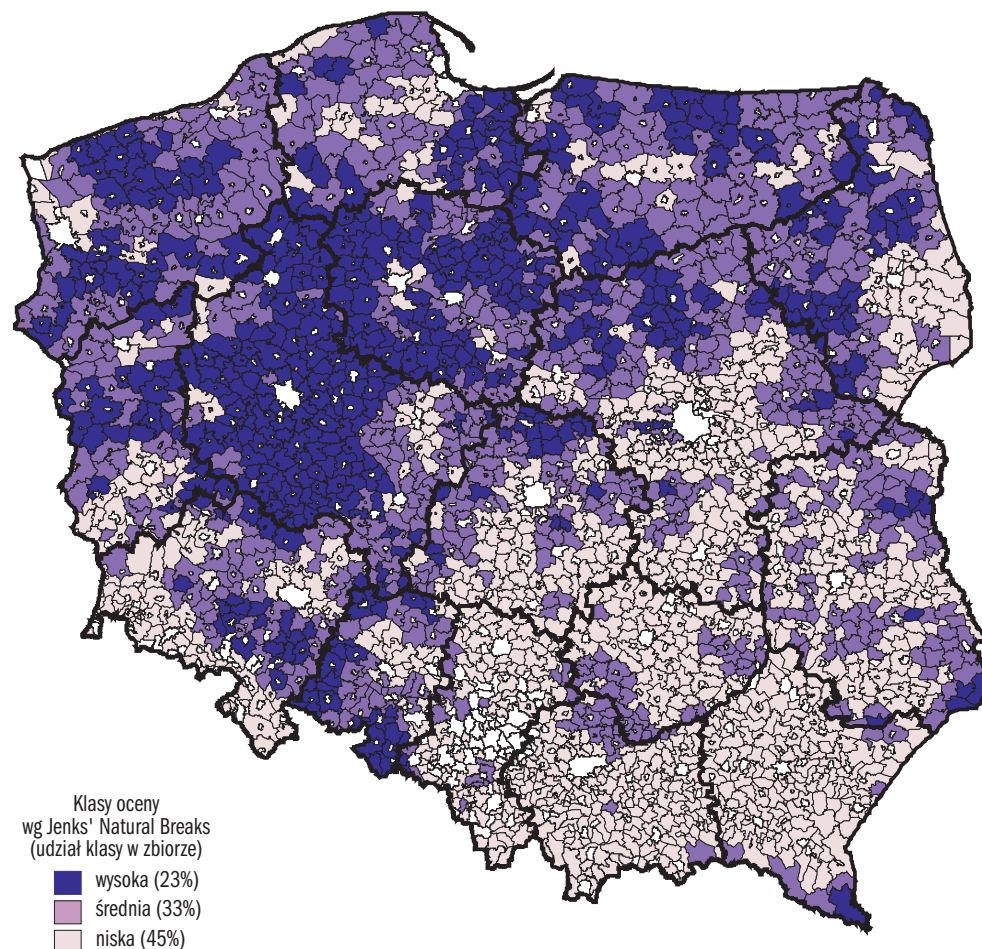 Klasy oceny
wg Jenks' Natural Breaks
(udział klasy w zbiorze)
wysoka (23%)
średnia (33%)
niska (45%)